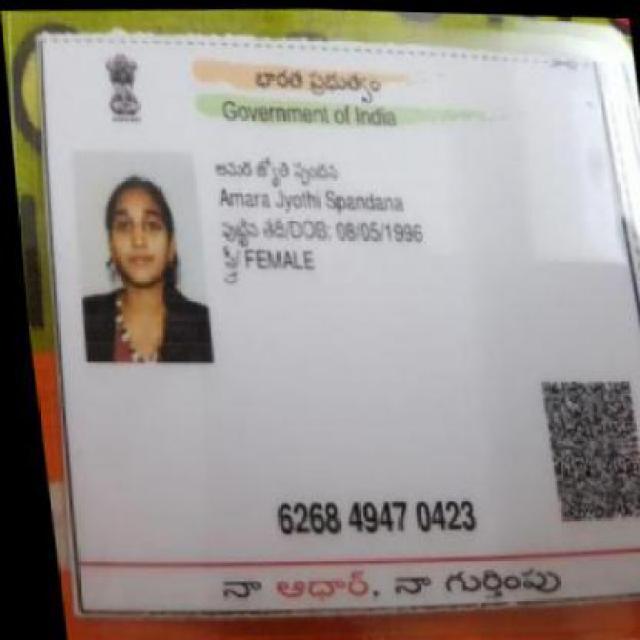 భారత ప్రభుత్వం
Government of India
అమర జ్యోతి స్పందన
Amara Jyothi Spandana
పుట్టిన తేదీ/DOB: 08/05/1996
స్త్రీ/ FEMALE
6268 4947 0423
నా ఆధార్, నా గుర్తింపు